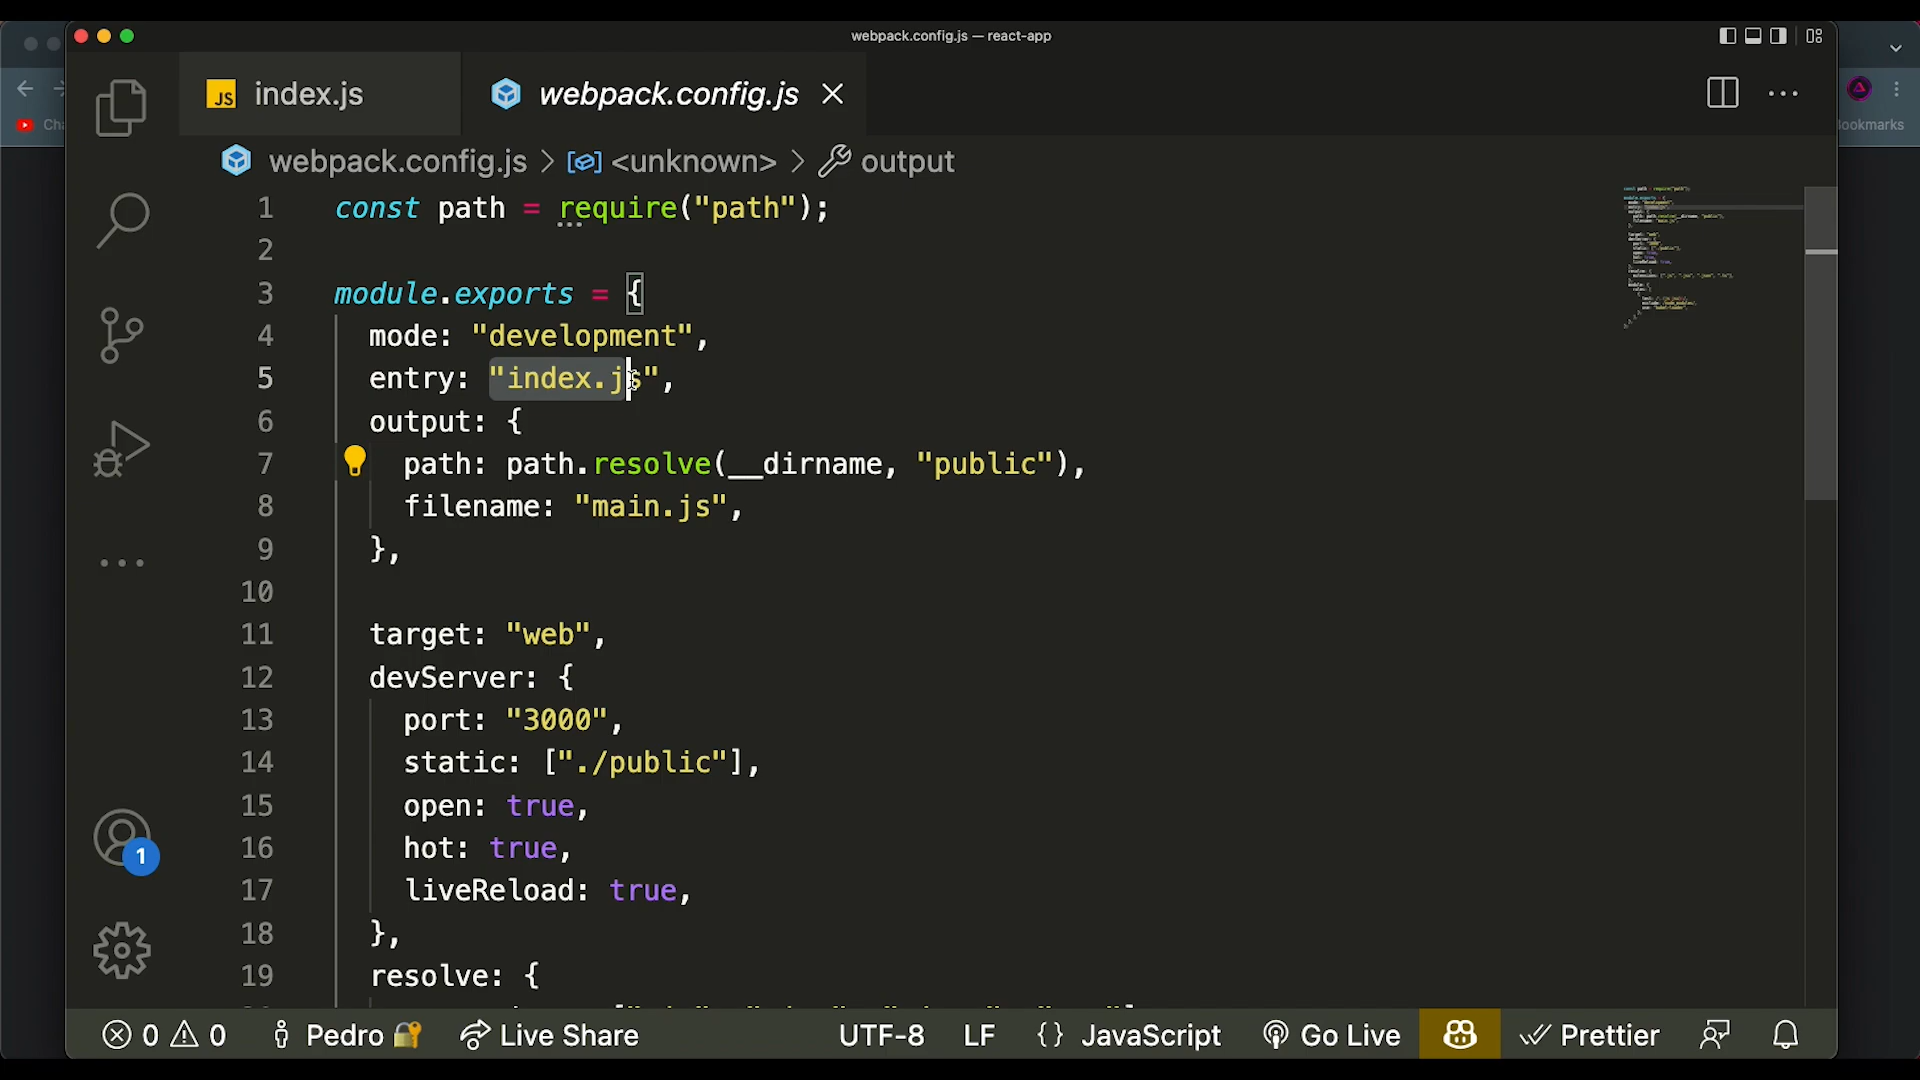 webpack.config.js — react-app
index.js
webpack.config.js
webpack.config.js > <unknown> > output
1 const path = require("path");
2
3 module.exports = {
4 mode: "development",
5 entry: "index.js",
6 output: {
7 path: path.resolve(__dirname, "public"),
8 filename: "main.js",
9 },
10
11 target: "web",
12 devServer: {
13 port: "3000",
14 static: ["./public"],
15 open: true,
16 hot: true,
17 liveReload: true,
18 },
19 resolve: {
1
0 0 Pedro Live Share UTF-8 LF {} JavaScript Go Live Prettier